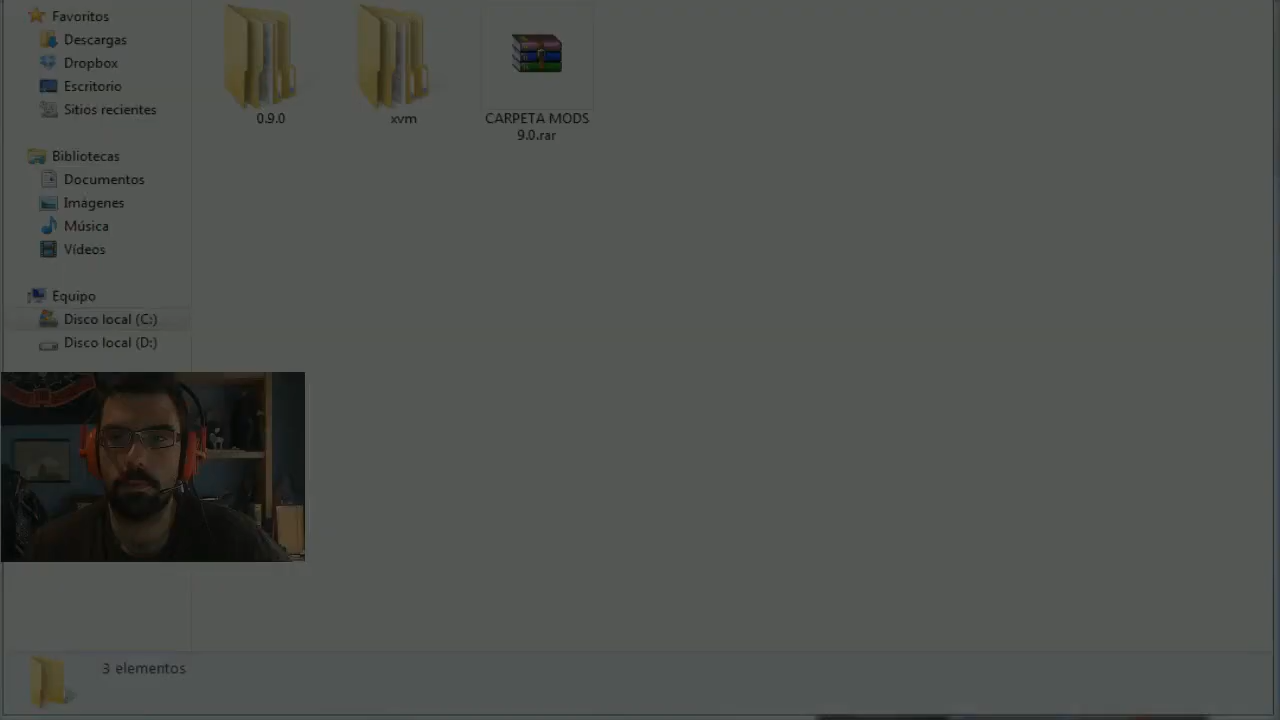 Favoritos
Descargas
Dropbox
Escritorio
Sitios recientes
Bibliotecas
Documentos
Imágenes
Música
Vídeos
Equipo
Disco local (C:)
Disco local (D:)
0.9.0
xvm
CARPETA MODS
9.0.rar
3 elementos